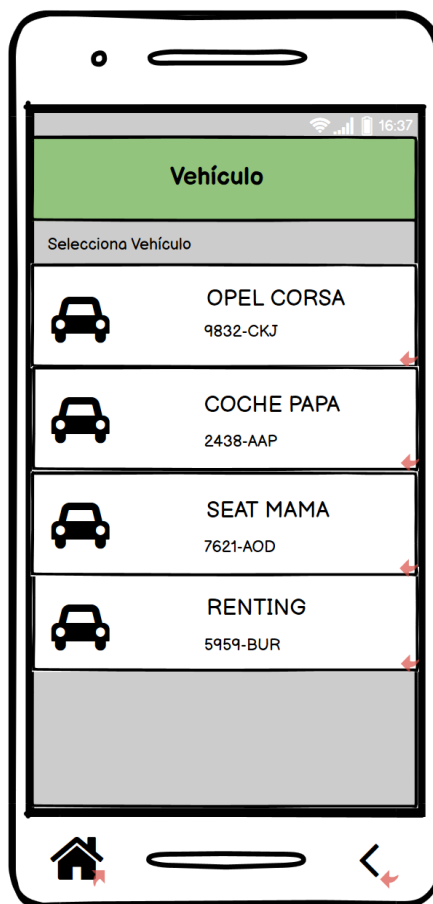 16:37
Vehículo
Selecciona Vehículo
OPEL CORSA
9832-CKJ
COCHE PAPA
2438-AAP
SEAT MAMA
7621-AOD
RENTING
5959-BUR